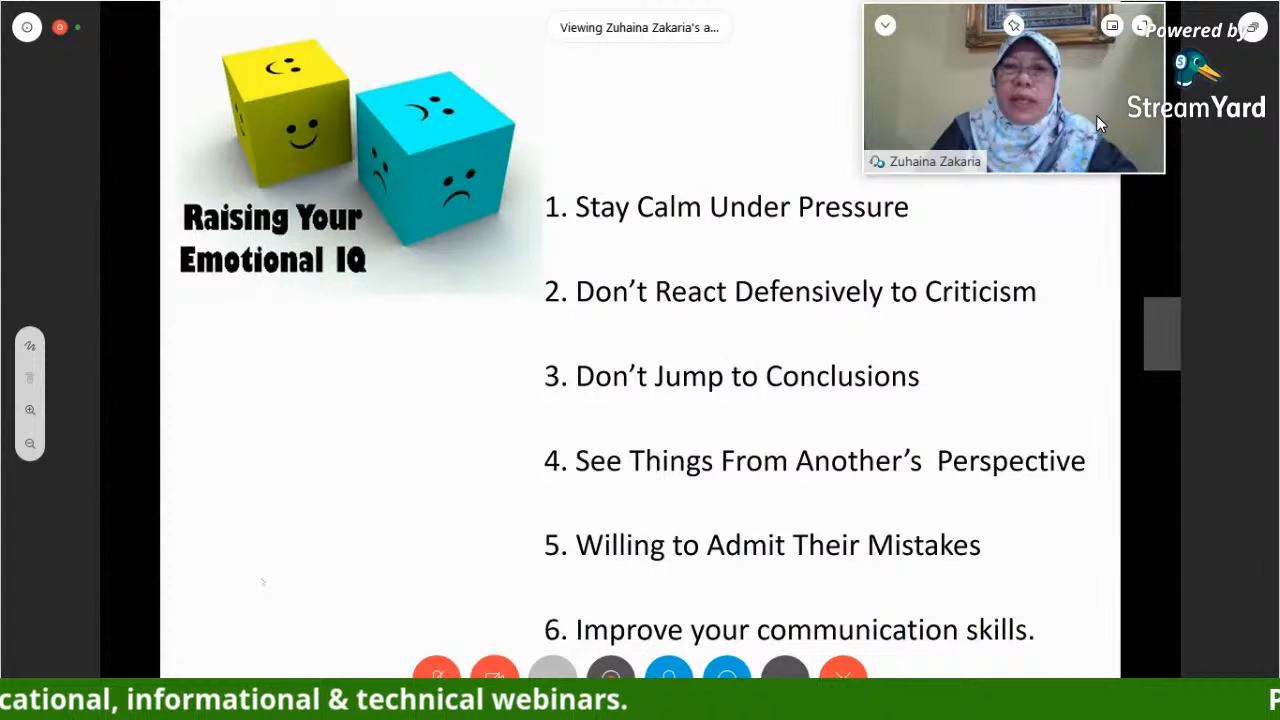 Viewing Zuhaina Zakaria's a...
Powered by
StreamYard
Zuhaina Zakaria
Raising Your
Emotional IQ
1. Stay Calm Under Pressure
2. Don’t React Defensively to Criticism
3. Don’t Jump to Conclusions
4. See Things From Another’s  Perspective
5. Willing to Admit Their Mistakes
6. Improve your communication skills.
cational, informational & technical webinars.
P